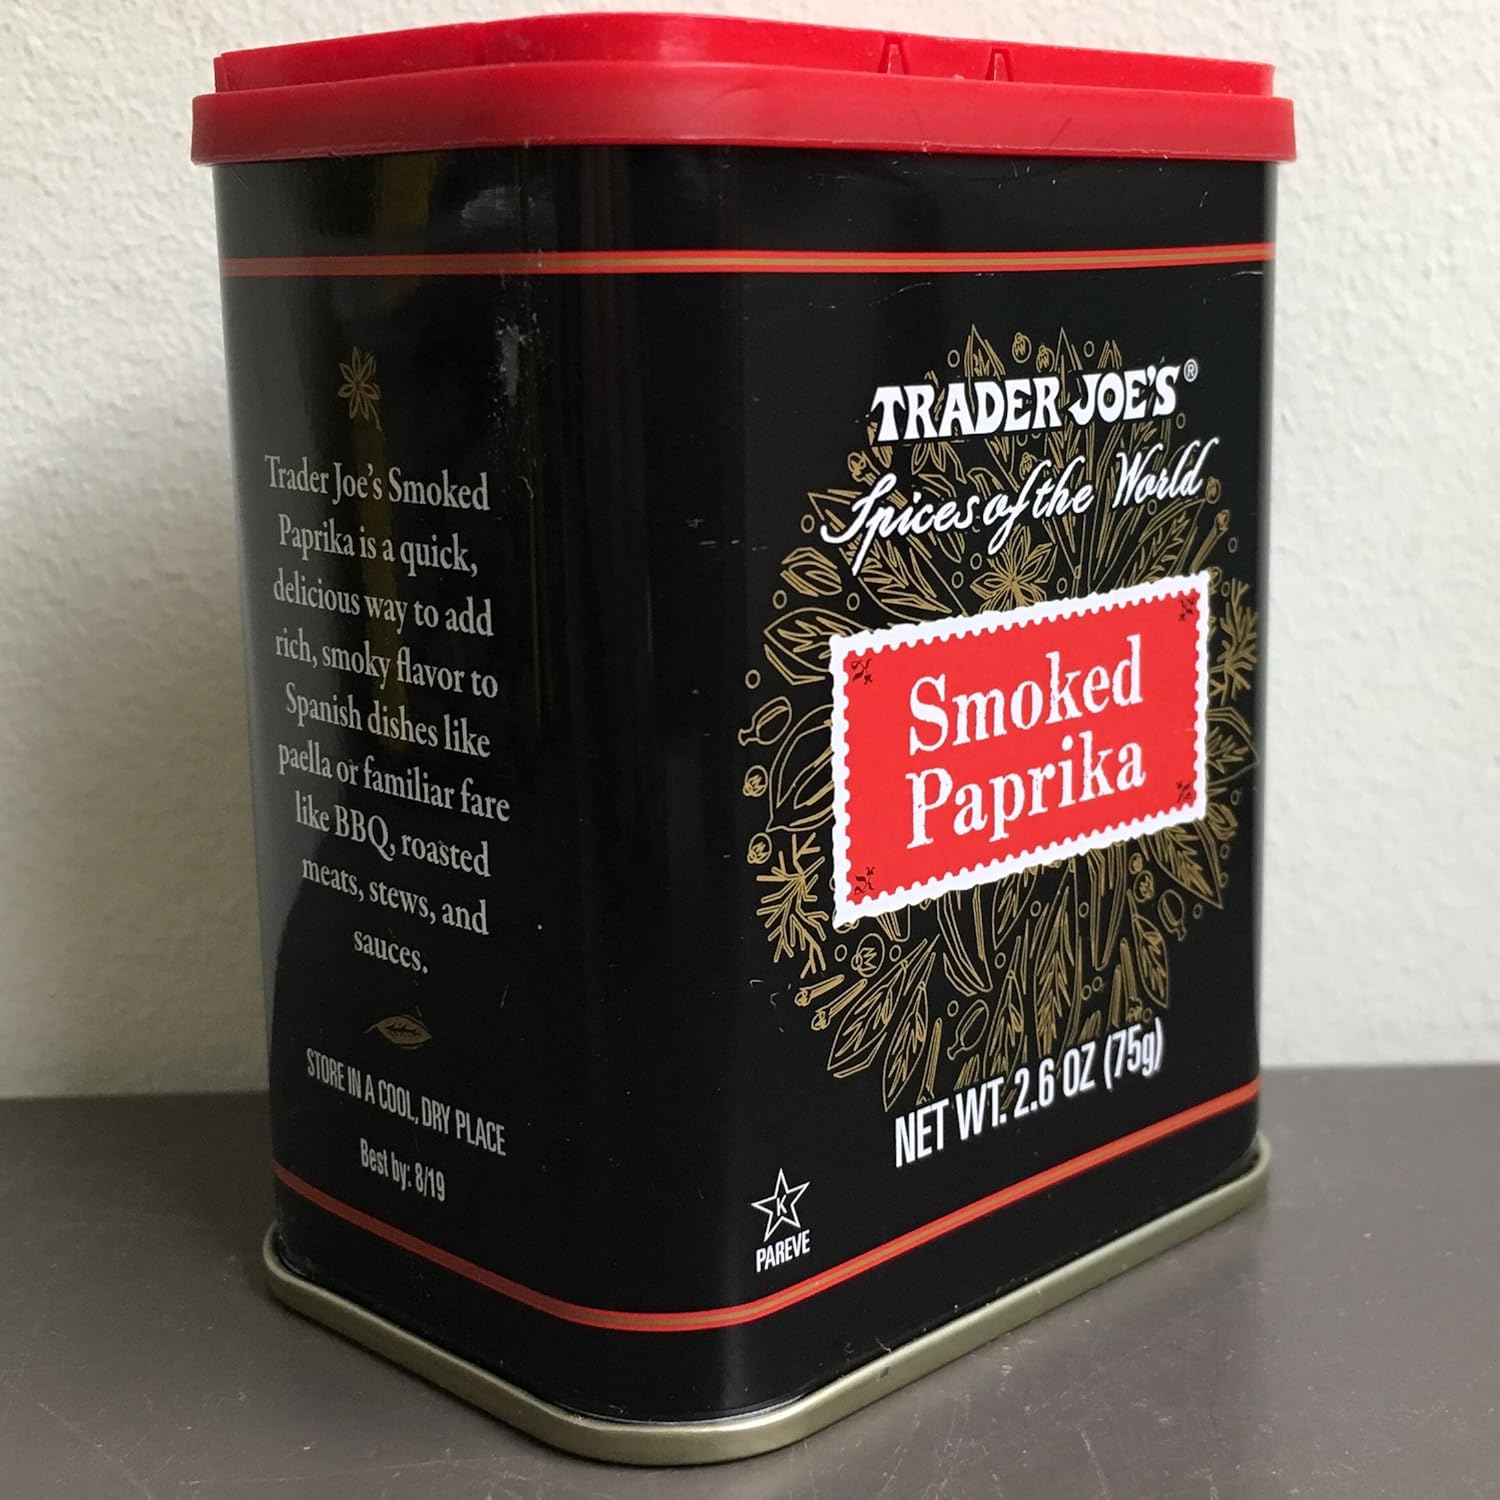 Trader Joe's Smoked
Paprika is a quick,
delicious way to add
rich, smoky flavor to
Spanish dishes like
paella or familiar fare
like BBQ, roasted
meats, stews, and
sauces.
STORE IN A COOL, DRY PLACE
Best by: 8/19
TRADER JOE'S®
Spices of the World
Smoked
Paprika
NET WT. 2.6 OZ (75g)
K
PAREVE